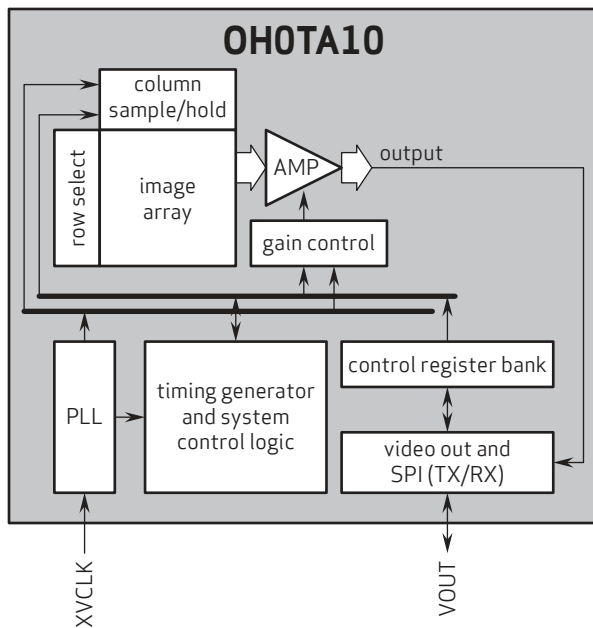 OH0TA10
column
sample/hold
row select
image
array
AMP
output
gain control
PLL
timing generator
and system
control logic
control register bank
video out and
SPI (TX/RX)
XVCLK
VOUT